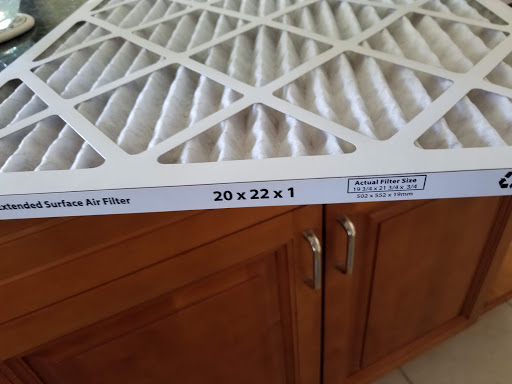 Extended Surface Air Filter
20 x 22 x 1
Actual Filter Size
19 3/4 x 21 3/4 x 3/4
502 x 552 x 19mm